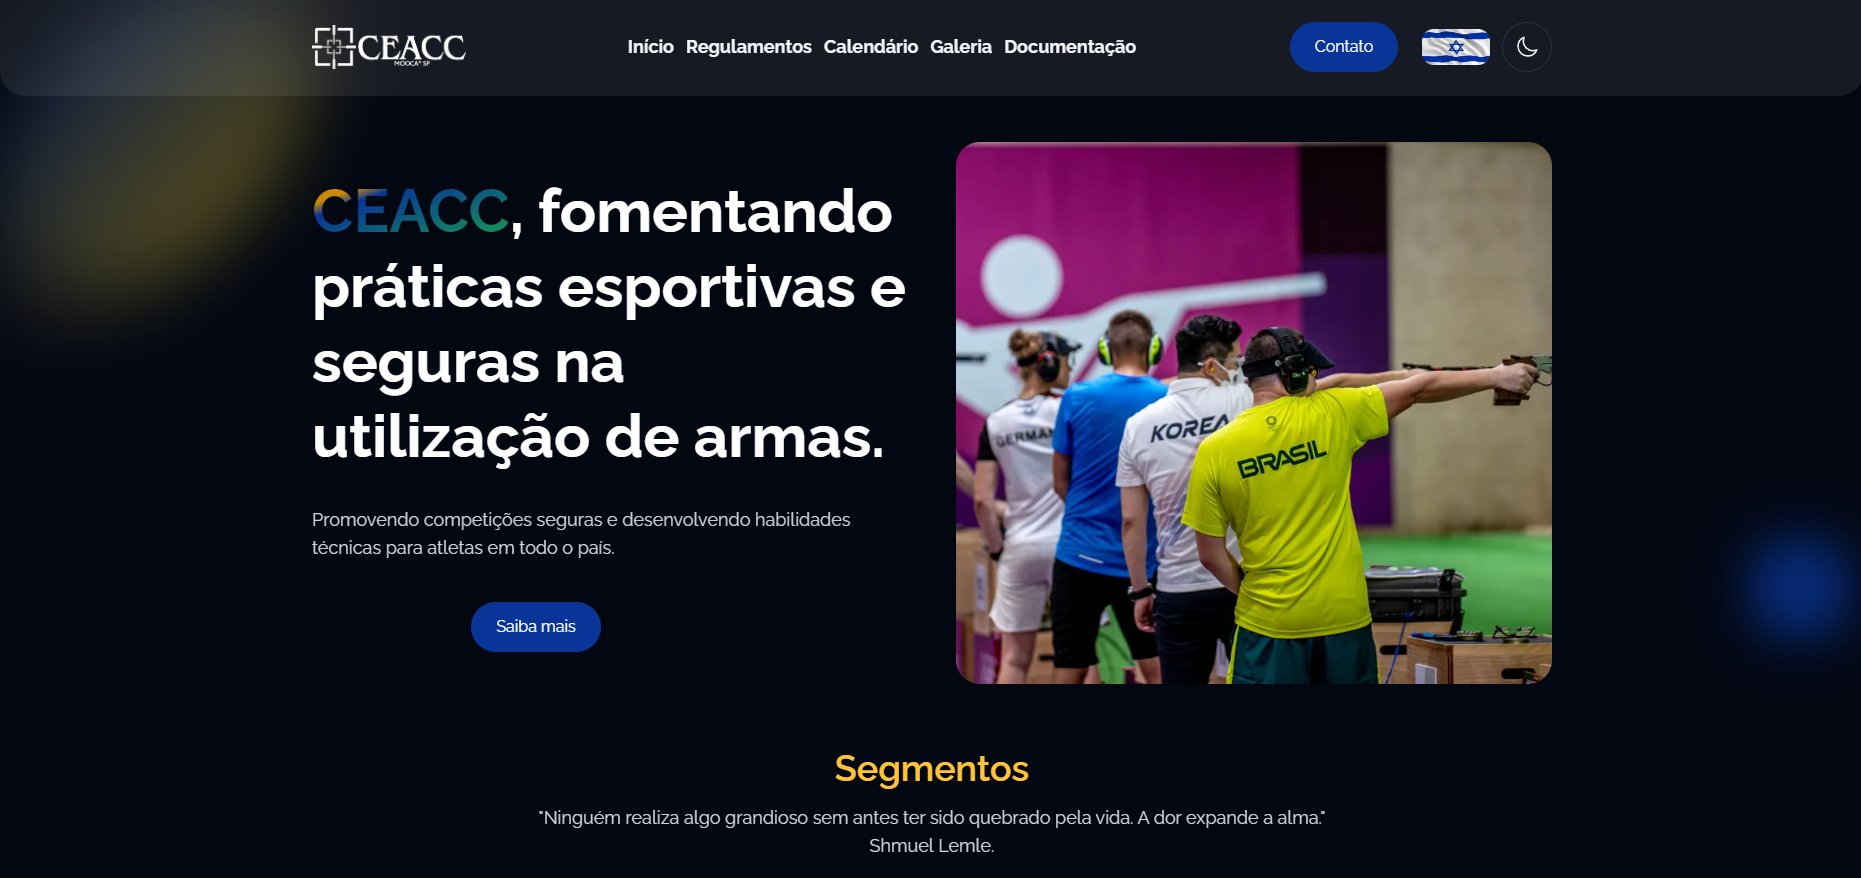 CEACC
MOOCA* SP
Início Regulamentos Calendário Galeria Documentação
Contato
CEACC, fomentando
práticas esportivas e
seguras na
utilização de armas.
Promovendo competições seguras e desenvolvendo habilidades
técnicas para atletas em todo o país.
Saiba mais
GERMAN
KOREA
BRASIL
Segmentos
"Ninguém realiza algo grandioso sem antes ter sido quebrado pela vida. A dor expande a alma."
Shmuel Lemle.